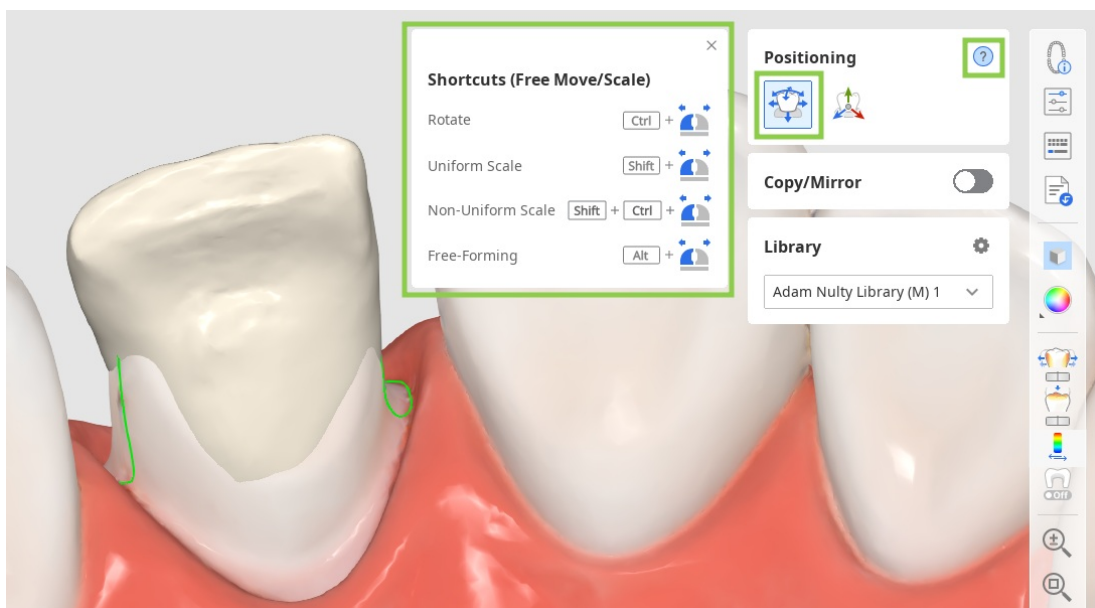 Shortcuts (Free Move/Scale)
Rotate Ctrl +
Uniform Scale Shift +
Non-Uniform Scale Shift + Ctrl +
Free-Forming Alt +
Positioning ?
Copy/Mirror
Library
Adam Nulty Library (M) 1
Off